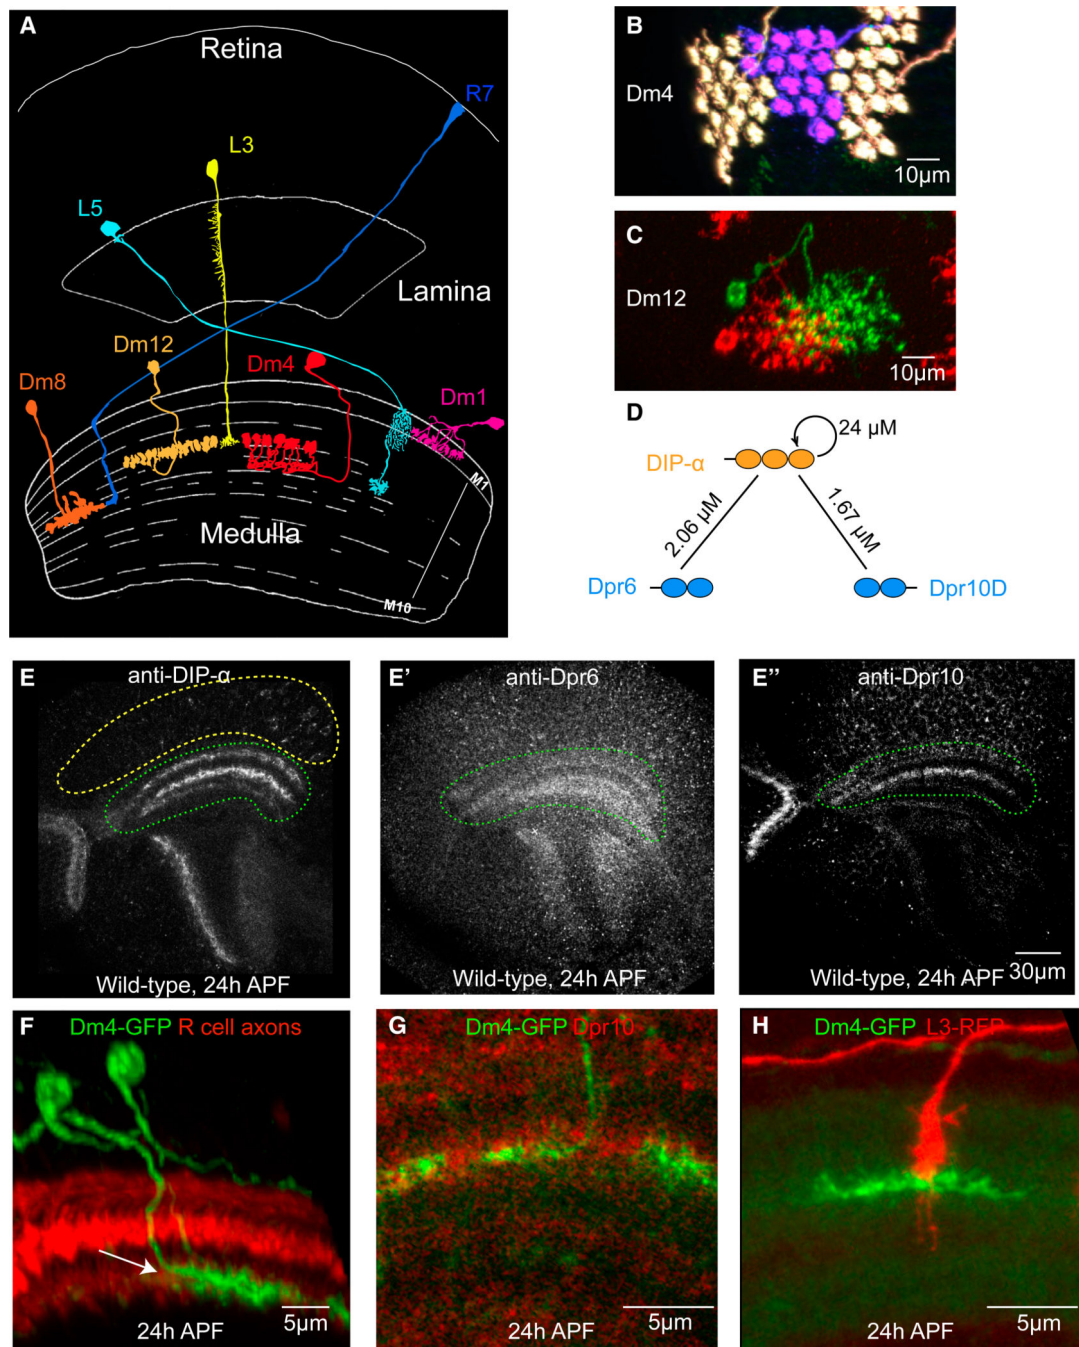 A
Retina
R7
L3
L5
Lamina
Dm12
Dm4
Dm8
Dm1
M1
Medulla
M10
B
Dm4
10µm
C
Dm12
10µm
D
24 µM
DIP-α
2.06 µM
1.67 µM
Dpr6
Dpr10D
E
anti-DIP-α
Wild-type, 24h APF
E'
anti-Dpr6
Wild-type, 24h APF
E''
anti-Dpr10
30µm
Wild-type, 24h APF
F
Dm4-GFP R cell axons
5µm
24h APF
G
Dm4-GFP Dpr10
5µm
24h APF
H
Dm4-GFP L3-RFP
5µm
24h APF